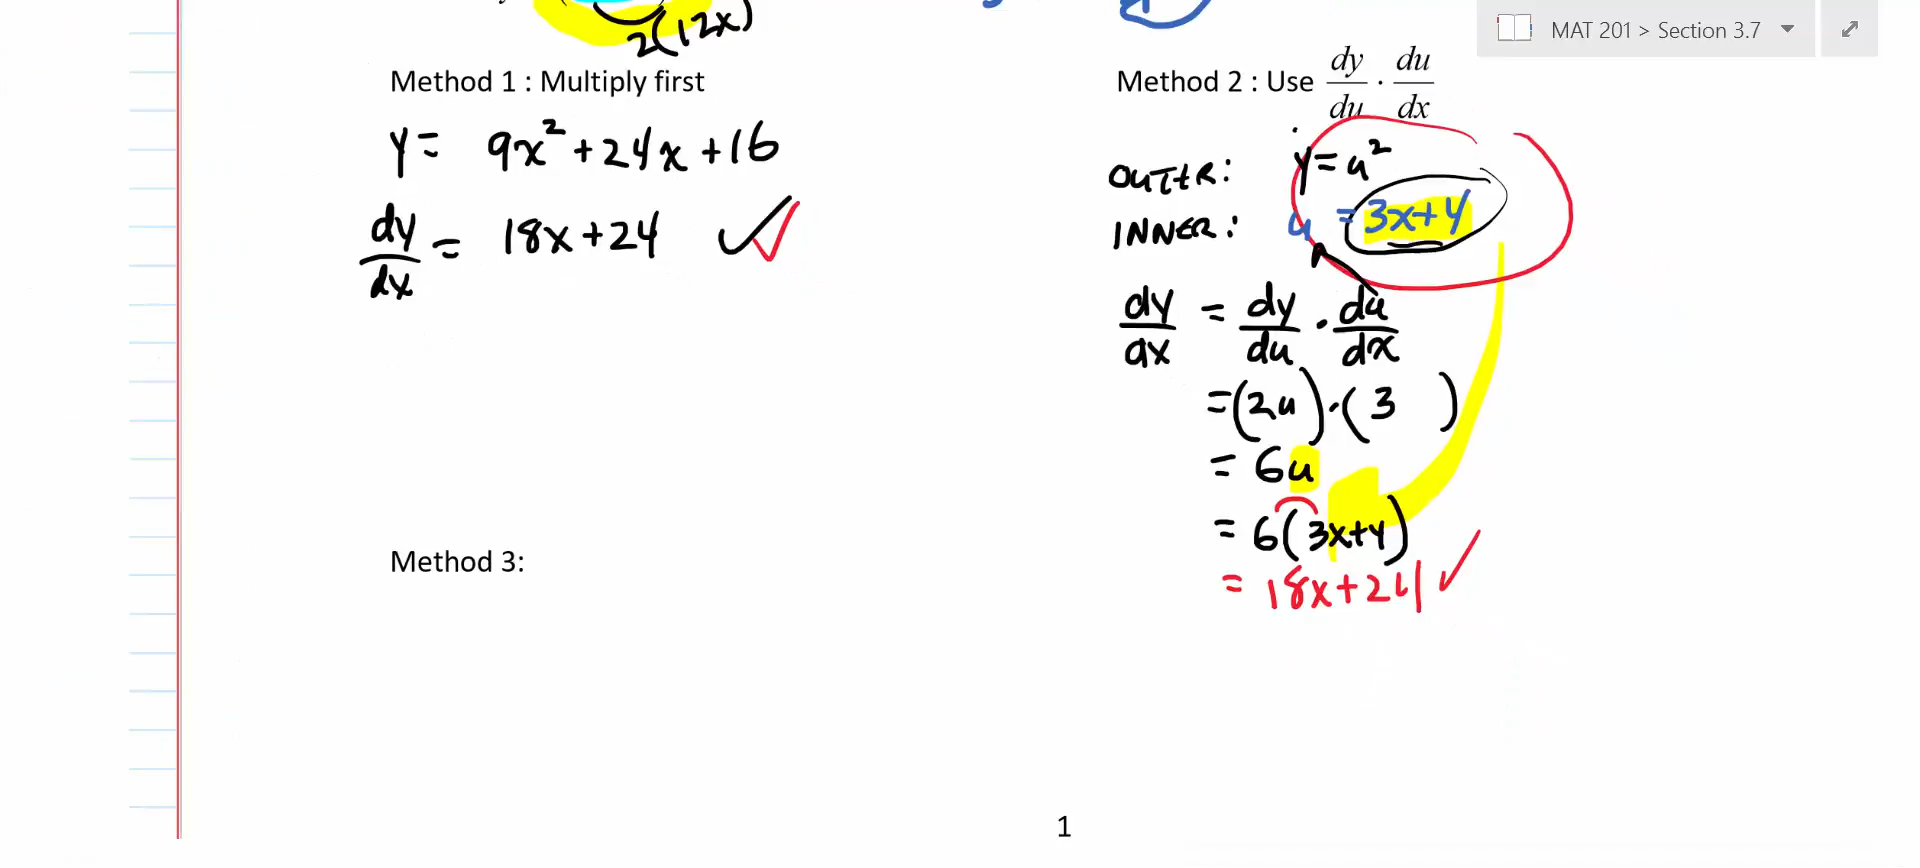 2(12x)
MAT 201 > Section 3.7
Method 1 : Multiply first
y = 9x² + 24x + 16
dy/dx = 18x + 24
Method 2 : Use dy/du · du/dx
OUTER: y = u²
INNER: u = 3x+4
dy/dx = dy/du · du/dx
= (2u) · (3 )
= 6u
= 6(3x+4)
= 18x+24
Method 3:
1